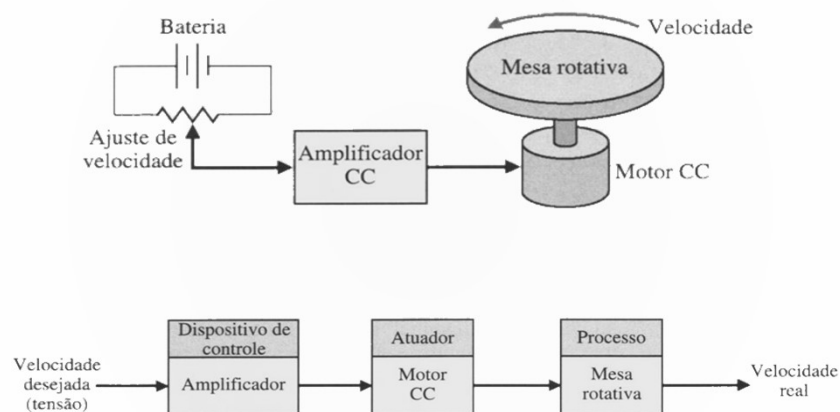 Bateria
Velocidade
Mesa rotativa
Ajuste de
velocidade
Amplificador
CC
Motor CC
Dispositivo de
controle
Atuador
Processo
Velocidade
desejada
(tensão)
Amplificador
Motor
CC
Mesa
rotativa
Velocidade
real